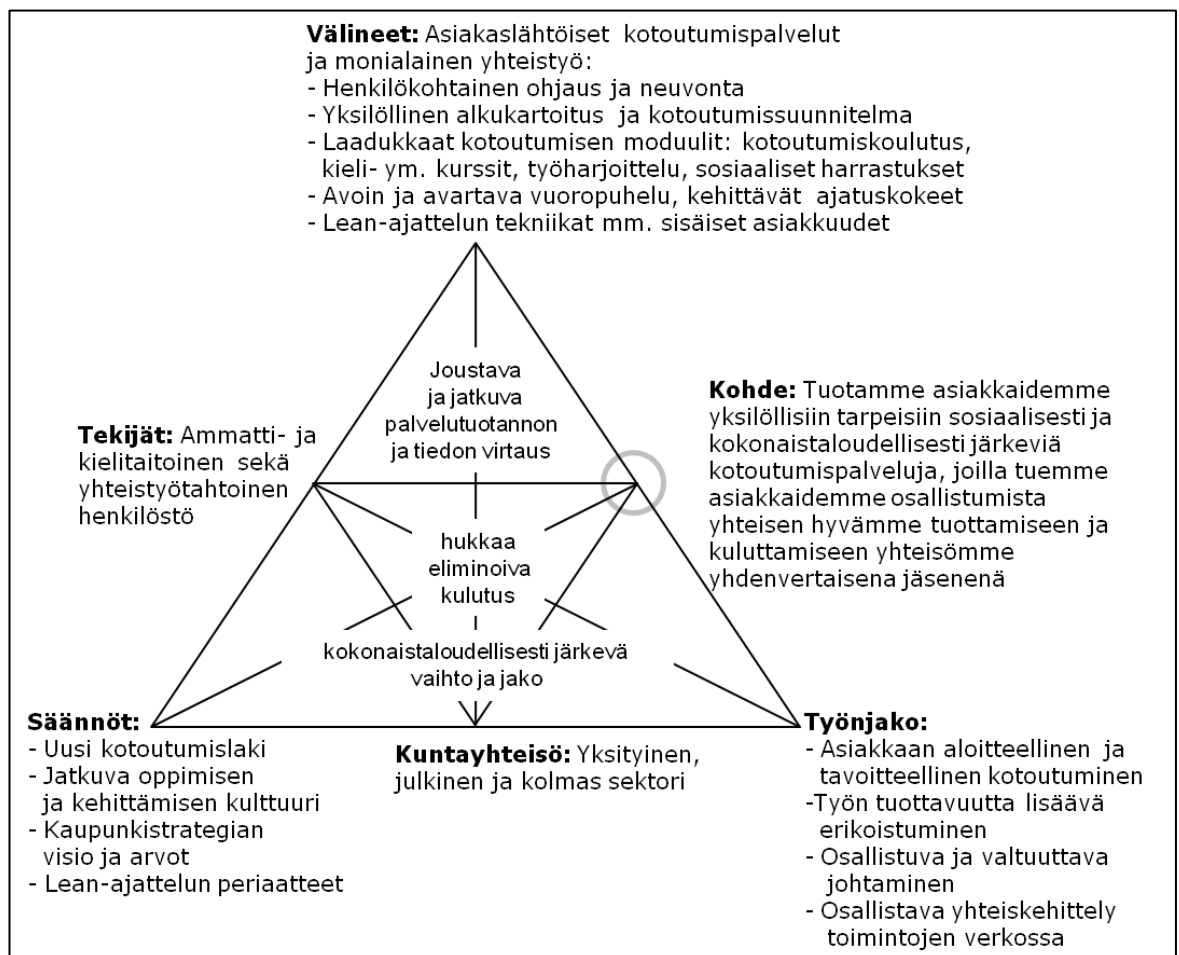 Välineet: Asiakaslähtöiset kotoutumispalvelut
ja monialainen yhteistyö:
- Henkilökohtainen ohjaus ja neuvonta
- Yksilöllinen alkukartoitus ja kotoutumissuunnitelma
- Laadukkaat kotoutumisen moduulit: kotoutumiskoulutus,
kieli- ym. kurssit, työharjoittelu, sosiaaliset harrastukset
- Avoin ja avartava vuoropuhelu, kehittävät ajatuskokeet
- Lean-ajattelun tekniikat mm. sisäiset asiakkuudet
Joustava
ja jatkuva
palvelutuotannon
ja tiedon virtaus
Tekijät: Ammatti- ja
kielitaitoinen sekä
yhteistyötahtoinen
henkilöstö
Kohde: Tuotamme asiakkaidemme
yksilöllisiin tarpeisiin sosiaalisesti ja
kokonaistaloudellisesti järkeviä
kotoutumispalveluja, joilla tuemme
asiakkaidemme osallistumista
yhteisen hyvämme tuottamiseen ja
kuluttamiseen yhteisömme
yhdenvertaisena jäsenenä
hukkaa
eliminoiva
kulutus
kokonaistaloudellisesti järkevä
vaihto ja jako
Säännöt:
- Uusi kotoutumislaki
- Jatkuva oppimisen
ja kehittämisen kulttuuri
- Kaupunkistrategian
visio ja arvot
- Lean-ajattelun periaatteet
Kuntayhteisö: Yksityinen,
julkinen ja kolmas sektori
Työnjako:
- Asiakkaan aloitteellinen ja
tavoitteellinen kotoutuminen
-Työn tuottavuutta lisäävä
erikoistuminen
- Osallistuva ja valtuuttava
johtaminen
- Osallistava yhteiskehittely
toimintojen verkossa